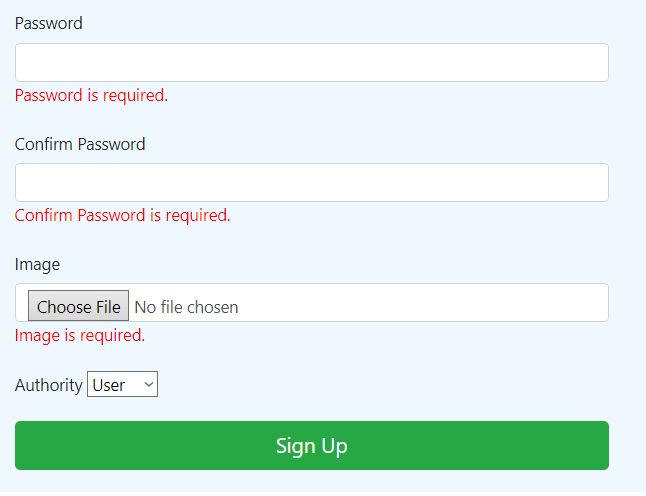 Password
Password is required.
Confirm Password
Confirm Password is required.
Image
Choose File No file chosen
Image is required.
Authority User
Sign Up